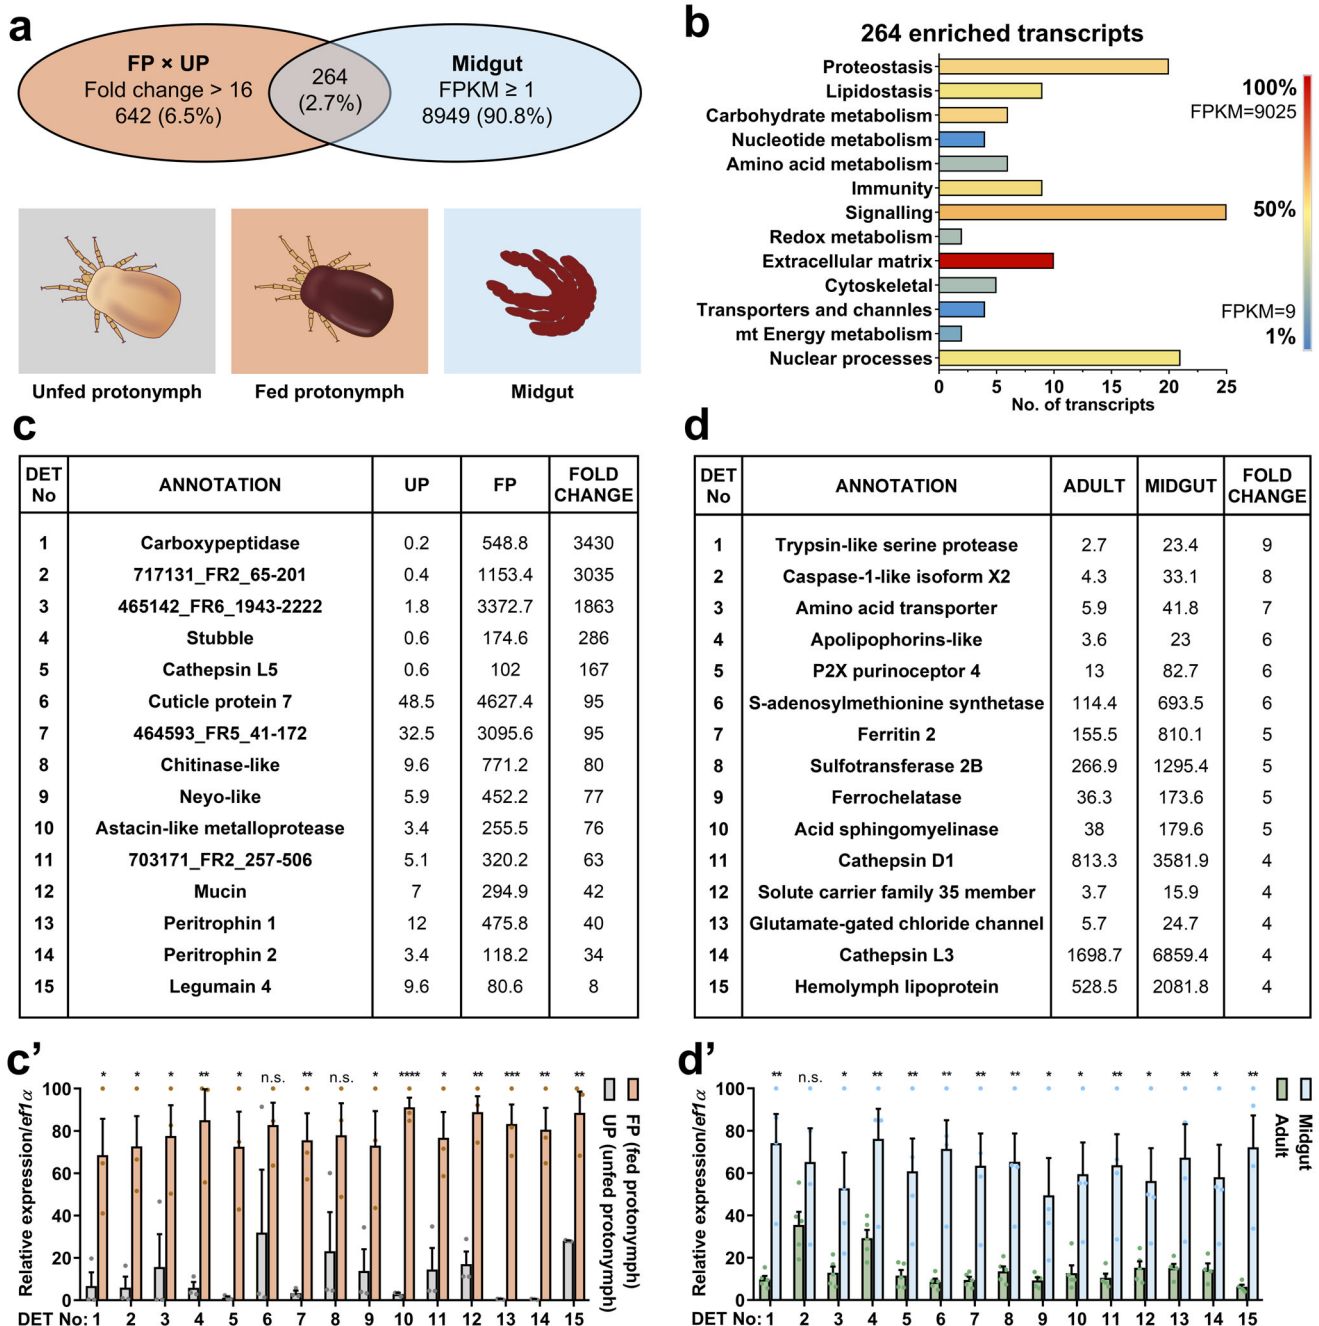 a
FP × UP
Fold change > 16
642 (6.5%)
264
(2.7%)
Midgut
FPKM ≥ 1
8949 (90.8%)
Unfed protonymph
Fed protonymph
Midgut
b
264 enriched transcripts
Proteostasis
Lipidostasis
Carbohydrate metabolism
Nucleotide metabolism
Amino acid metabolism
Immunity
Signalling
Redox metabolism
Extracellular matrix
Cytoskeletal
Transporters and channles
mt Energy metabolism
Nuclear processes
0 5 10 15 20 25
No. of transcripts
100%
FPKM=9025
50%
FPKM=9
1%
c
DET No ANNOTATION UP FP FOLD CHANGE
1 Carboxypeptidase 0.2 548.8 3430
2 717131_FR2_65-201 0.4 1153.4 3035
3 465142_FR6_1943-2222 1.8 3372.7 1863
4 Stubble 0.6 174.6 286
5 Cathepsin L5 0.6 102 167
6 Cuticle protein 7 48.5 4627.4 95
7 464593_FR5_41-172 32.5 3095.6 95
8 Chitinase-like 9.6 771.2 80
9 Neyo-like 5.9 452.2 77
10 Astacin-like metalloprotease 3.4 255.5 76
11 703171_FR2_257-506 5.1 320.2 63
12 Mucin 7 294.9 42
13 Peritrophin 1 12 475.8 40
14 Peritrophin 2 3.4 118.2 34
15 Legumain 4 9.6 80.6 8
d
DET No ANNOTATION ADULT MIDGUT FOLD CHANGE
1 Trypsin-like serine protease 2.7 23.4 9
2 Caspase-1-like isoform X2 4.3 33.1 8
3 Amino acid transporter 5.9 41.8 7
4 Apolipophorins-like 3.6 23 6
5 P2X purinoceptor 4 13 82.7 6
6 S-adenosylmethionine synthetase 114.4 693.5 6
7 Ferritin 2 155.5 810.1 5
8 Sulfotransferase 2B 266.9 1295.4 5
9 Ferrochelatase 36.3 173.6 5
10 Acid sphingomyelinase 38 179.6 5
11 Cathepsin D1 813.3 3581.9 4
12 Solute carrier family 35 member 3.7 15.9 4
13 Glutamate-gated chloride channel 5.7 24.7 4
14 Cathepsin L3 1698.7 6859.4 4
15 Hemolymph lipoprotein 528.5 2081.8 4
c’
* * * ** * n.s. ** n.s. * **** * ** *** ** **
Relative expression/ef1α
100
80
60
40
20
0
DET No: 1 2 3 4 5 6 7 8 9 10 11 12 13 14 15
FP (fed protonymph)
UP (unfed protonymph)
d’
** n.s. * ** ** ** ** ** * * ** * ** * **
Relative expression/ef1α
100
80
60
40
20
0
DET No: 1 2 3 4 5 6 7 8 9 10 11 12 13 14 15
Midgut
Adult